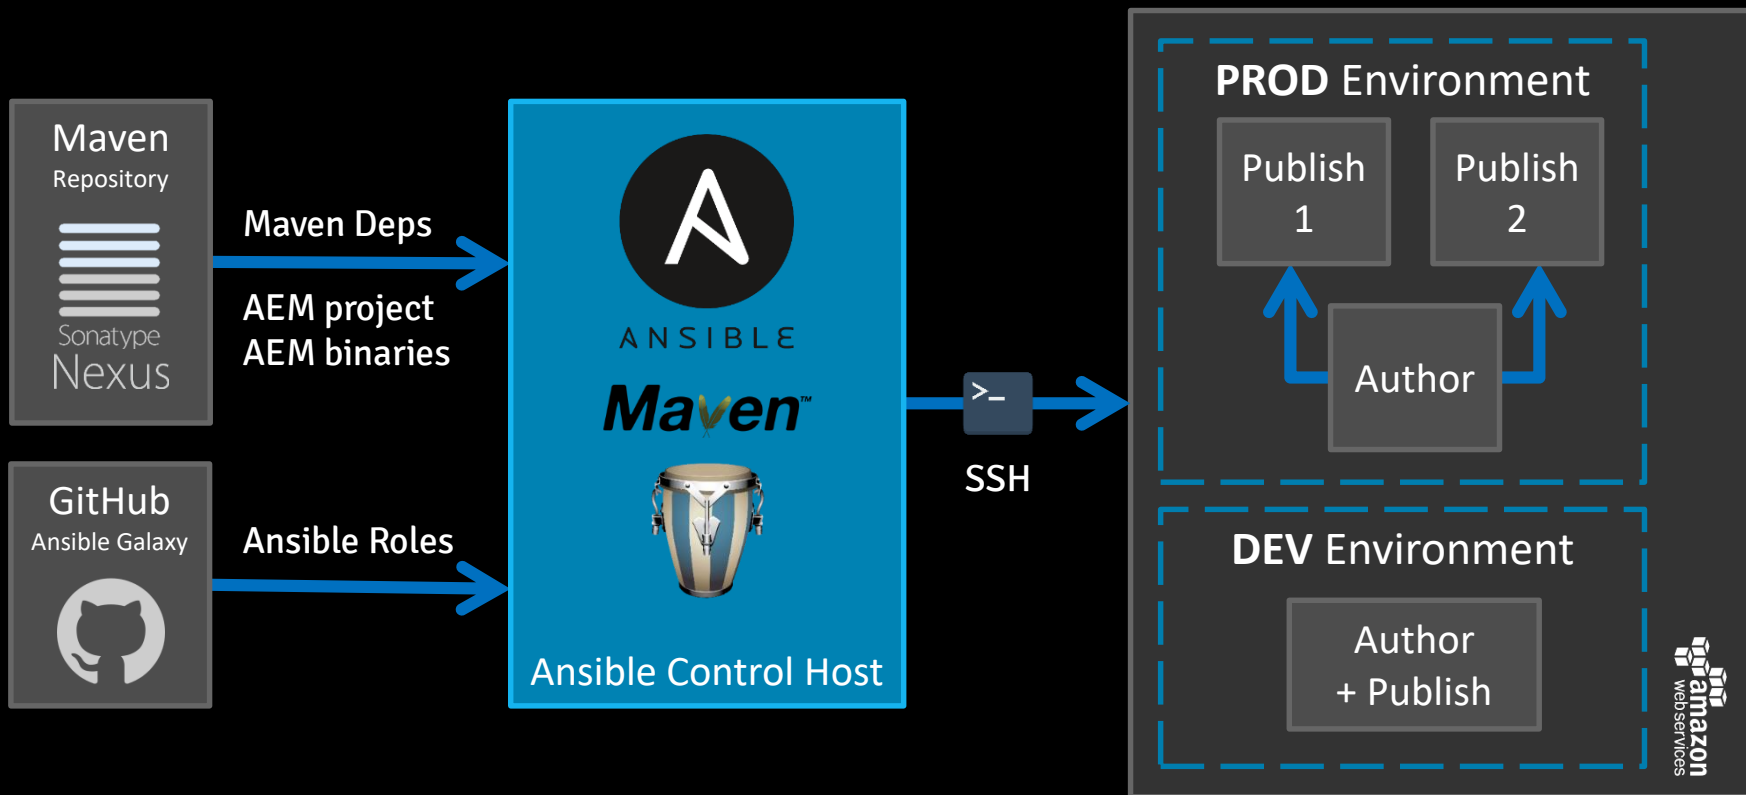 Maven
Repository
Sonatype
Nexus
Maven Deps
AEM project
AEM binaries
GitHub
Ansible Galaxy
Ansible Roles
ANSIBLE
Maven™
Ansible Control Host
>_
SSH
PROD Environment
Publish
1
Publish
2
Author
DEV Environment
Author
+ Publish
amazon
webservices